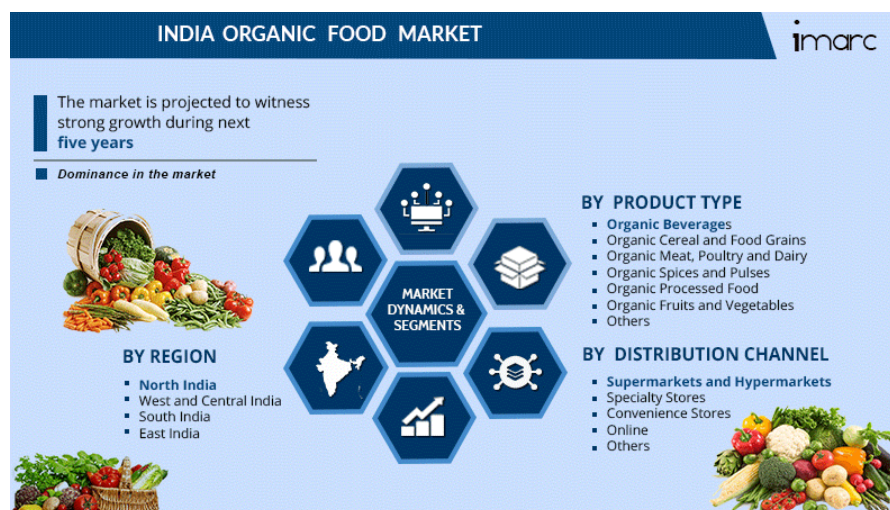 INDIA ORGANIC FOOD MARKET
imarc
The market is projected to witness
strong growth during next
five years
Dominance in the market
MARKET
DYNAMICS &
SEGMENTS
BY REGION
North India
West and Central India
South India
East India
BY PRODUCT TYPE
Organic Beverages
Organic Cereal and Food Grains
Organic Meat, Poultry and Dairy
Organic Spices and Pulses
Organic Processed Food
Organic Fruits and Vegetables
Others
BY DISTRIBUTION CHANNEL
Supermarkets and Hypermarkets
Specialty Stores
Convenience Stores
Online
Others